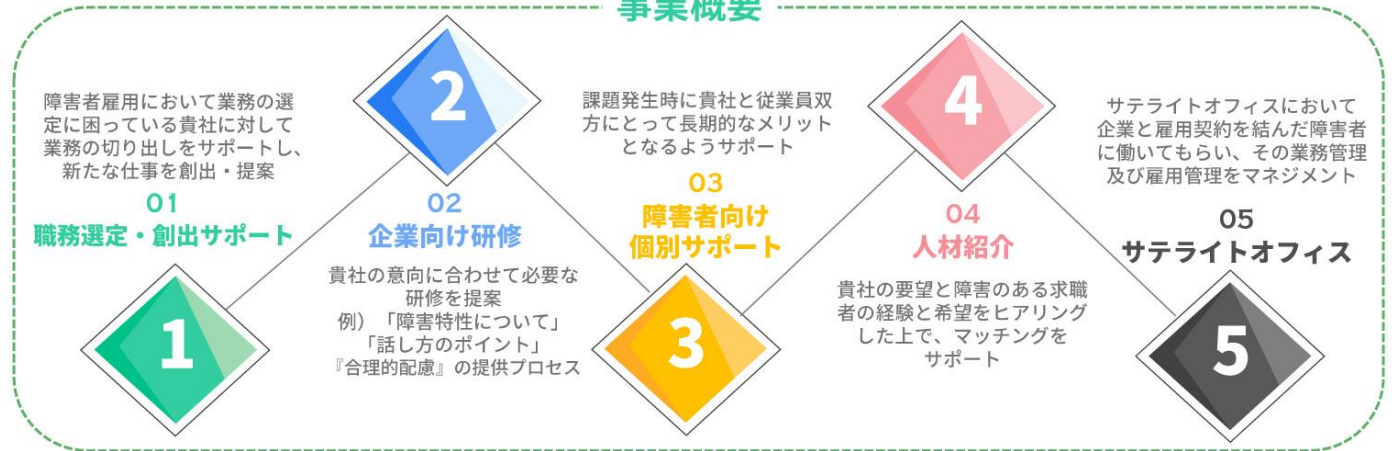 事業概要
障害者雇用において業務の選
定に困っている貴社に対して
業務の切り出しをサポートし、
新たな仕事を創出・提案
01
職務選定・創出サポート
1
2
02
企業向け研修
貴社の意向に合わせて必要な
研修を提案
例）「障害特性について」
「話し方のポイント」
『合理的配慮』の提供プロセス
課題発生時に貴社と従業員双
方にとって長期的なメリット
となるようサポート
03
障害者向け
個別サポート
3
4
04
人材紹介
貴社の要望と障害のある求職
者の経験と希望をヒアリング
した上で、マッチングを
サポート
サテライトオフィスにおいて
企業と雇用契約を結んだ障害者
に働いてもらい、その業務管理
及び雇用管理をマネジメント
05
サテライトオフィス
5